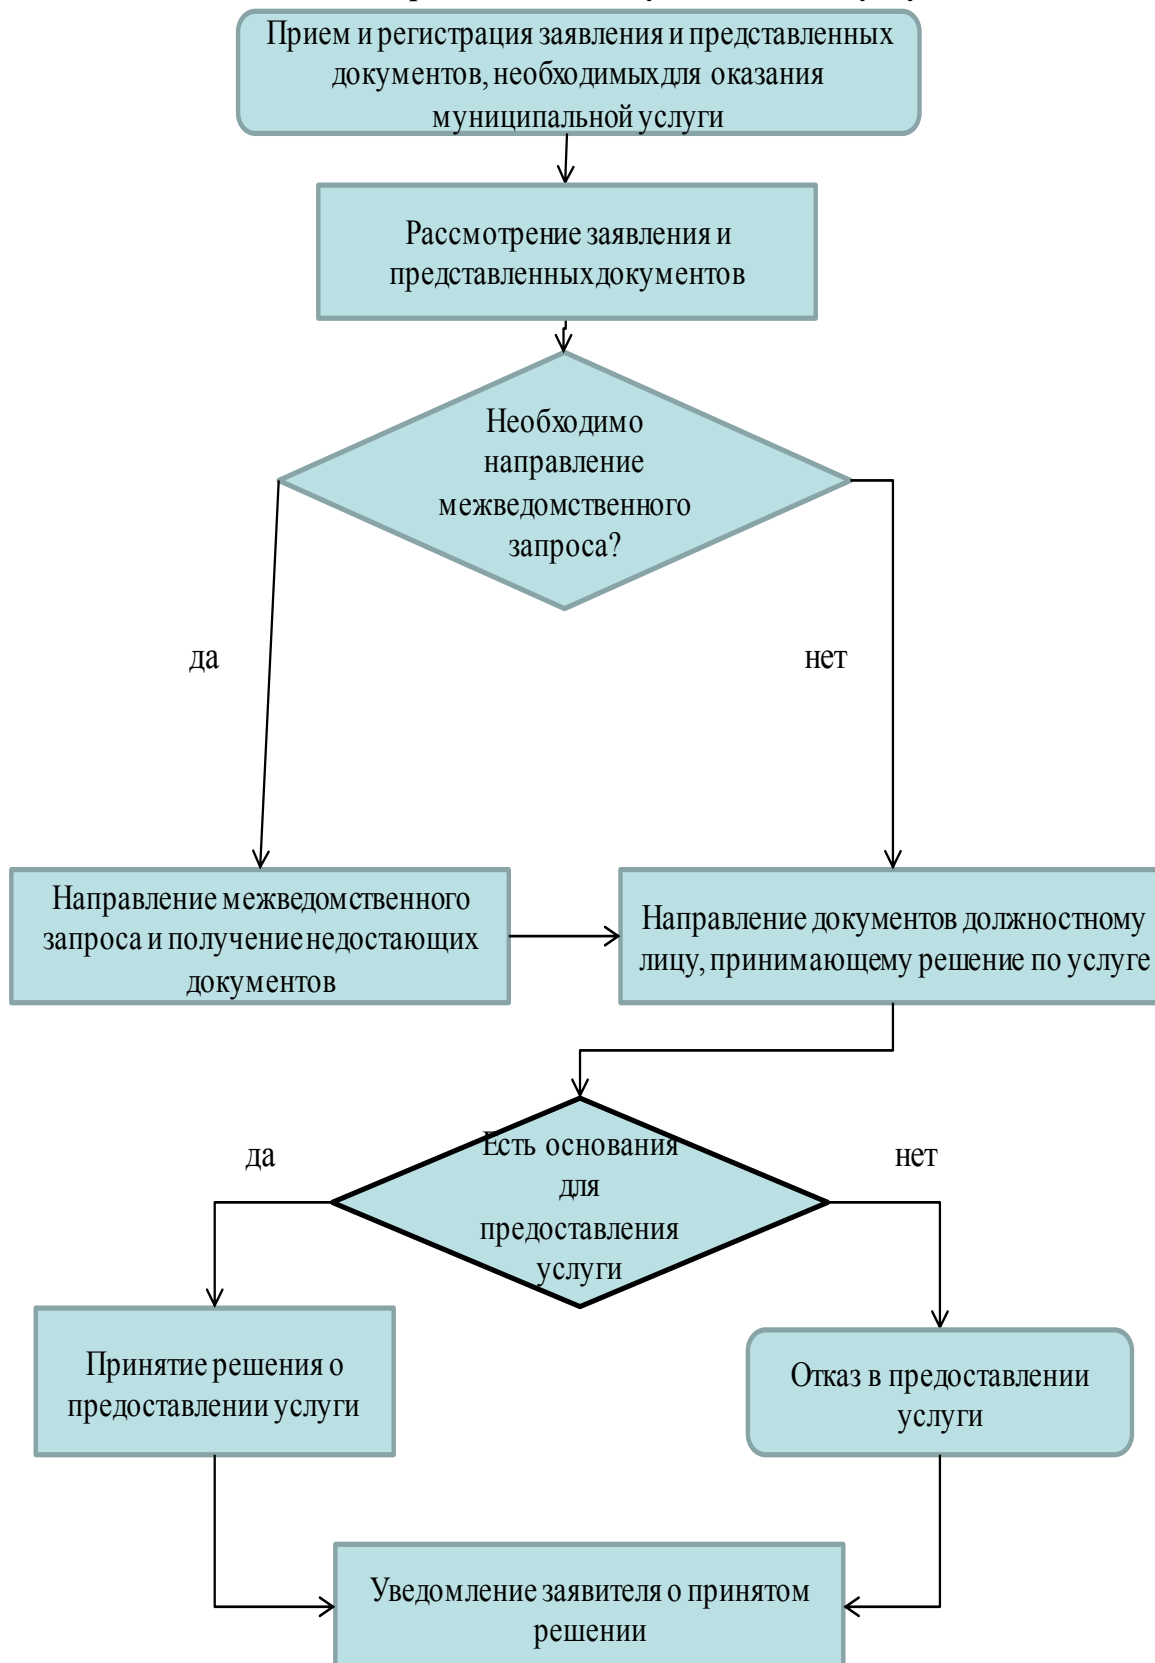 Прием и регистрация заявления и представленных
документов, необходимых для оказания
муниципальной услуги
Рассмотрение заявления и
представленных документов
Необходимо
направление
межведомственного
запроса?
да
нет
Направление межведомственного
запроса и получение недостающих
документов
Направление документов должностному
лицу, принимающему решение по услуге
да
Есть основания
для
предоставления
услуги
нет
Принятие решения о
предоставлении услуги
Отказ в предоставлении
услуги
Уведомление заявителя о принятом
решении